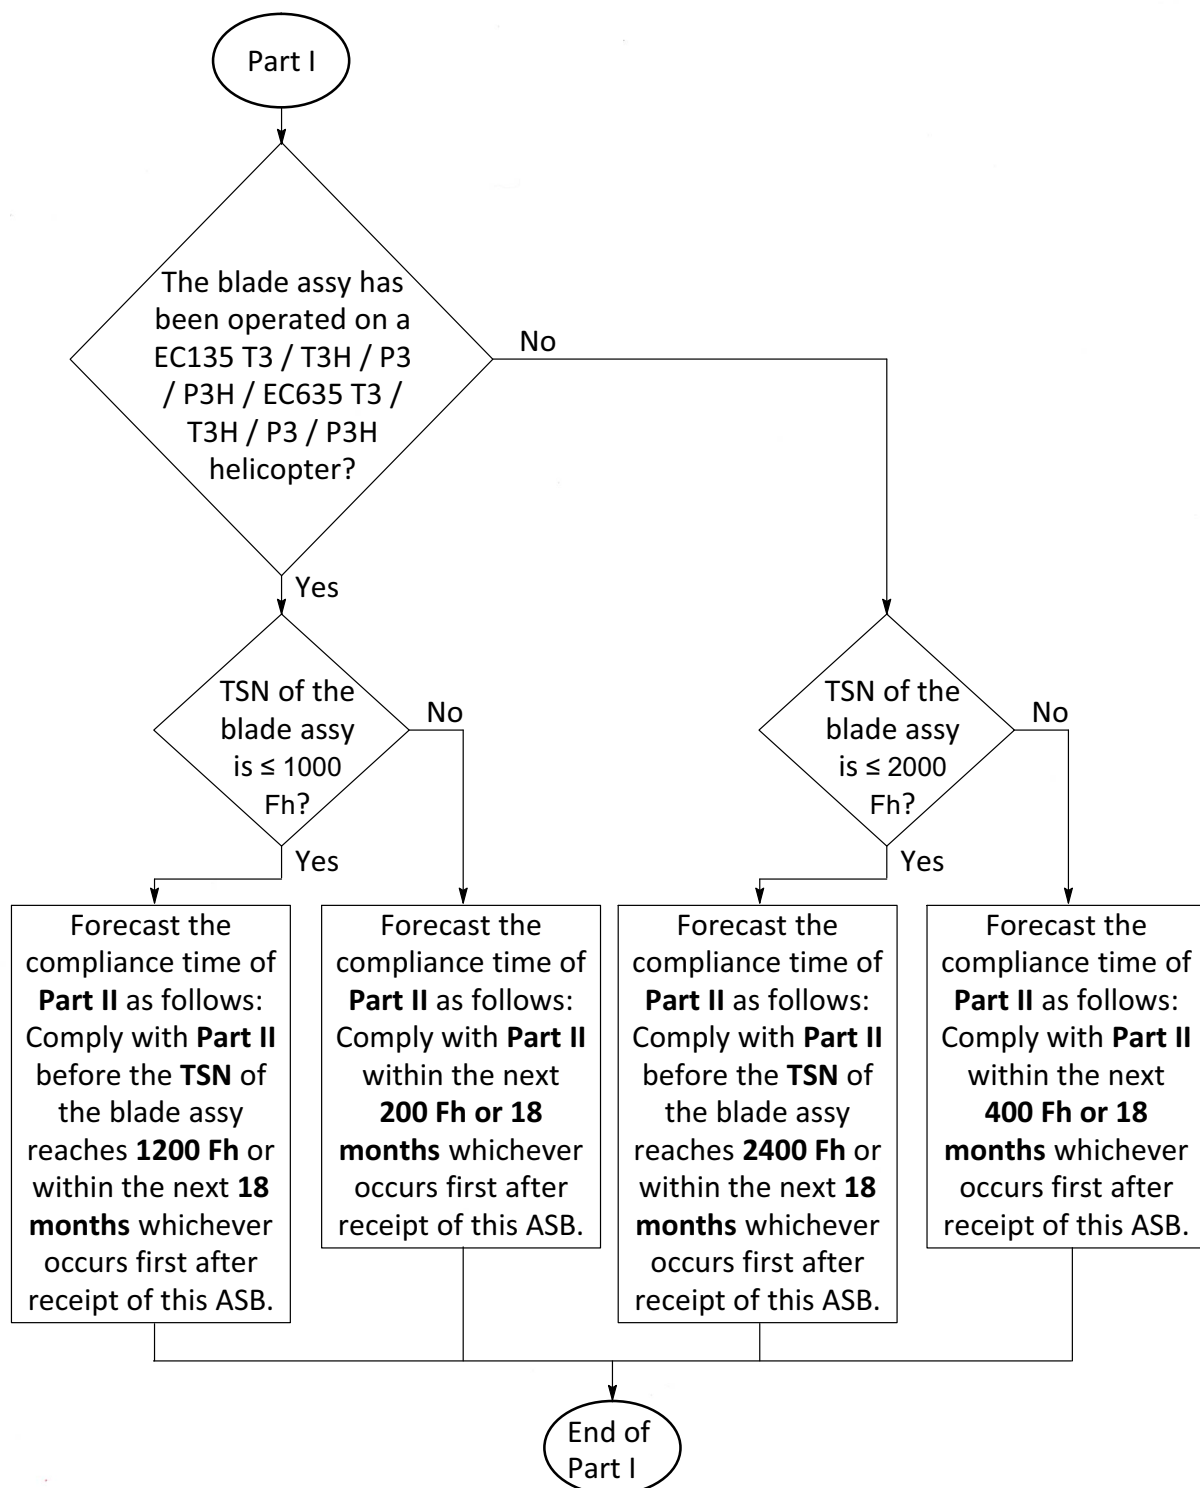 Part I
The blade assy has
been operated on a
EC135 T3 / T3H / P3
/ P3H / EC635 T3 /
T3H / P3 / P3H
helicopter?
No
Yes
TSN of the
blade assy
is ≤ 1000
Fh?
No
Yes
TSN of the
blade assy
is ≤ 2000
Fh?
No
Yes
Forecast the
compliance time of
Part II as follows:
Comply with Part II
before the TSN of
the blade assy
reaches 1200 Fh or
within the next 18
months whichever
occurs first after
receipt of this ASB.
Forecast the
compliance time of
Part II as follows:
Comply with Part II
within the next
200 Fh or 18
months whichever
occurs first after
receipt of this ASB.
Forecast the
compliance time of
Part II as follows:
Comply with Part II
before the TSN of
the blade assy
reaches 2400 Fh or
within the next 18
months whichever
occurs first after
receipt of this ASB.
Forecast the
compliance time of
Part II as follows:
Comply with Part II
within the next
400 Fh or 18
months whichever
occurs first after
receipt of this ASB.
End of
Part I